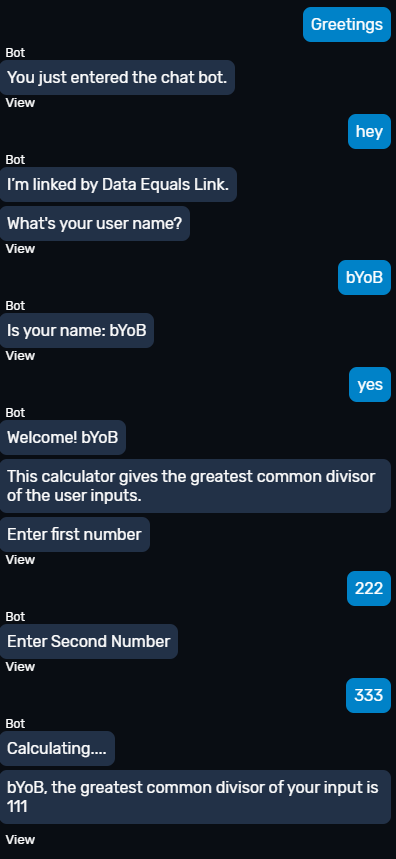 Greetings
Bot
You just entered the chat bot.
View
hey
Bot
I'm linked by Data Equals Link.
What's your user name?
View
bYoB
Bot
Is your name: bYoB
View
yes
Bot
Welcome! bYoB
This calculator gives the greatest common divisor
of the user inputs.
Enter first number
View
222
Bot
Enter Second Number
View
333
Bot
Calculating....
bYoB, the greatest common divisor of your input is
111
View